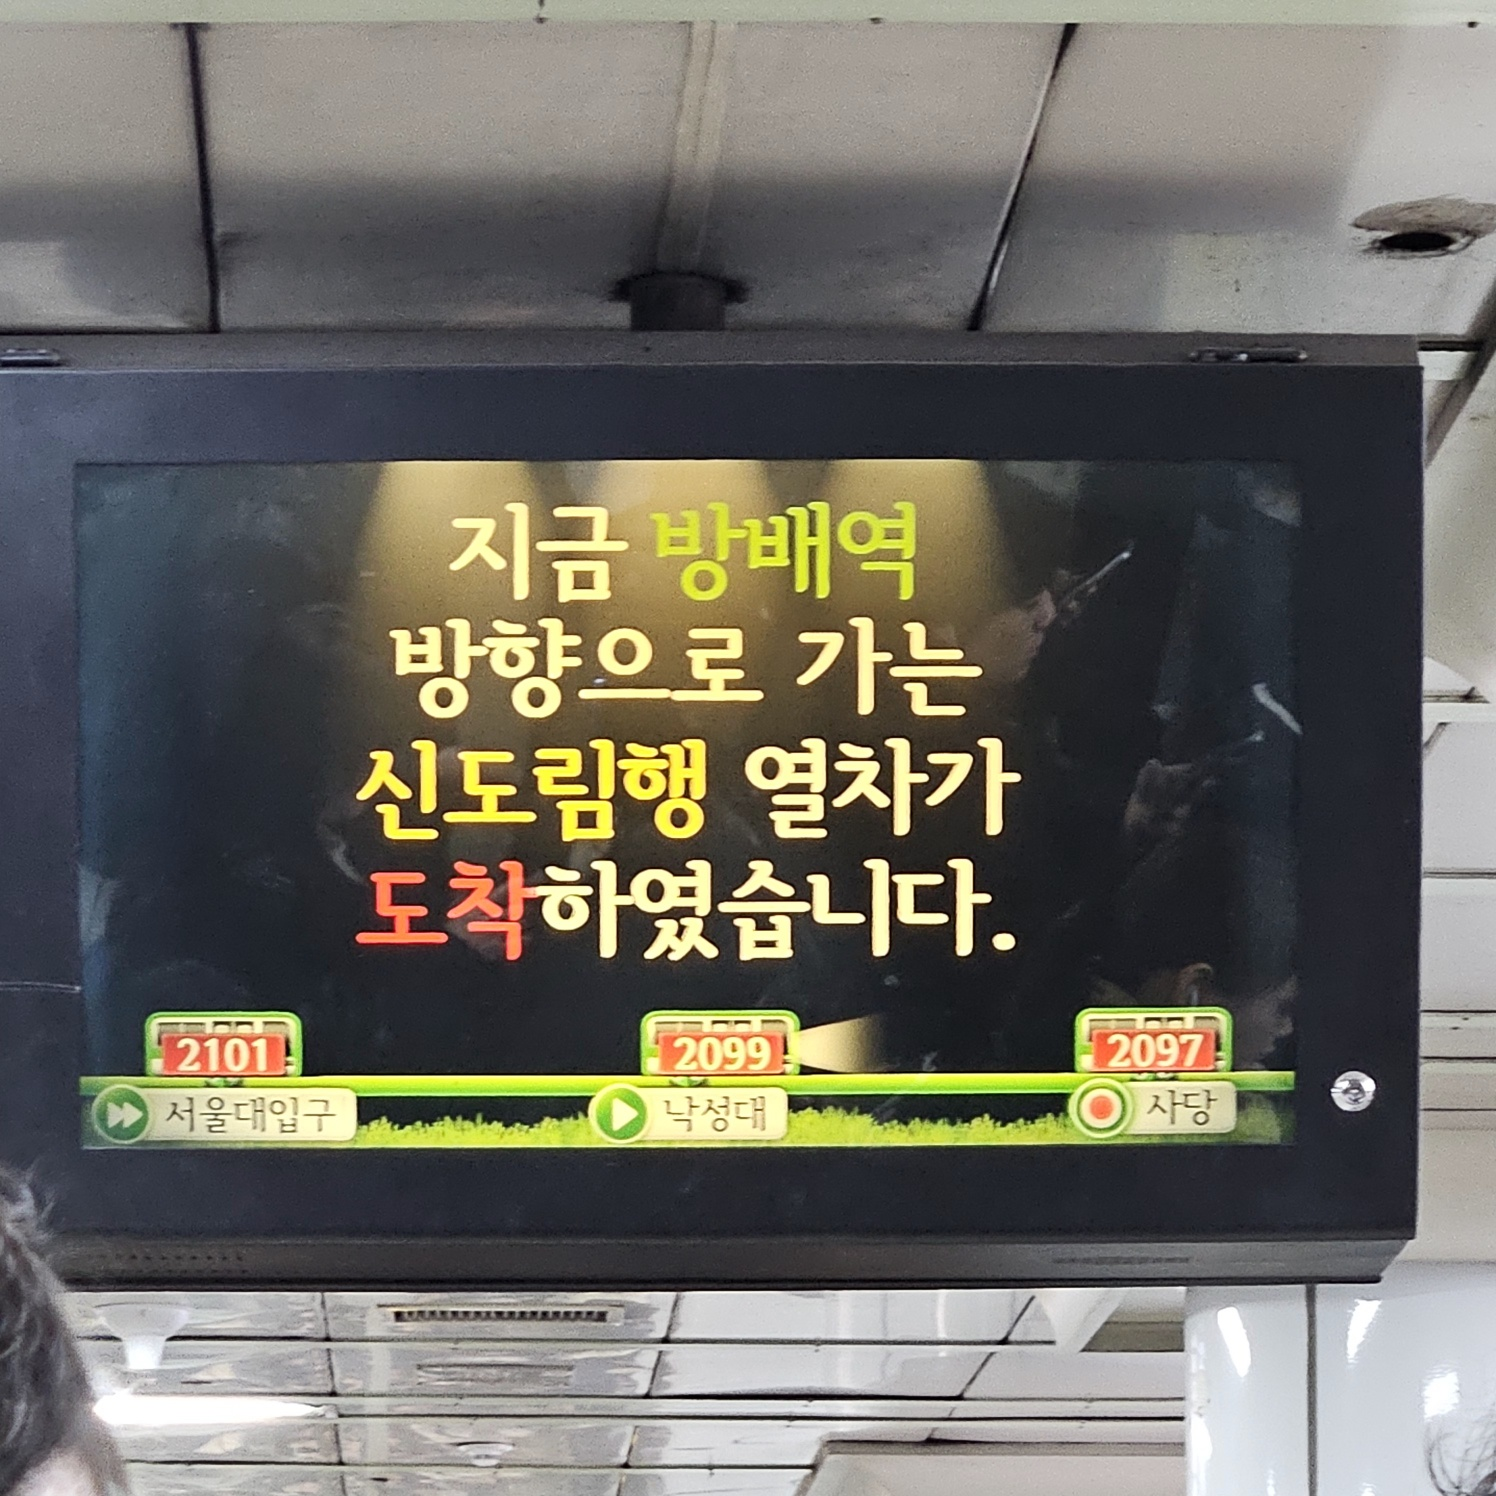 지금 방배역
방향으로 가는
신도림행 열차가
도착하였습니다.
2101 2099 2097
서울대입구 낙성대 사당